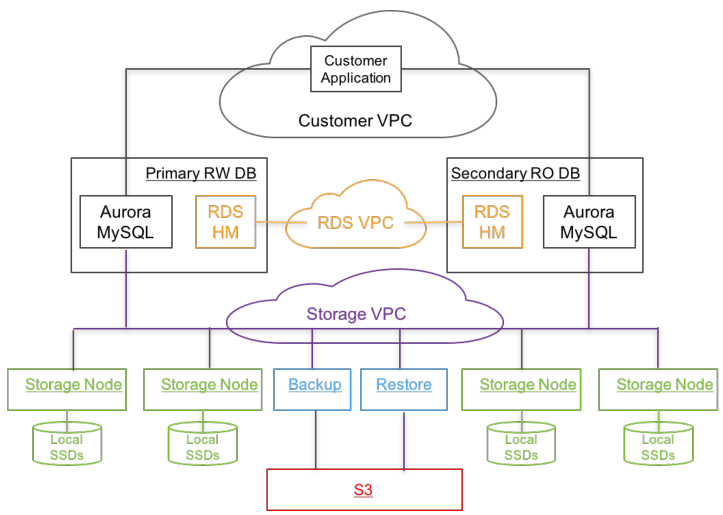 Customer
Application
Customer VPC
Primary RW DB
Secondary RO DB
Aurora
MySQL
RDS
HM
RDS VPC
RDS
HM
Aurora
MySQL
Storage VPC
Storage Node
Storage Node
Backup
Restore
Storage Node
Storage Node
Local
SSDs
Local
SSDs
Local
SSDs
Local
SSDs
S3